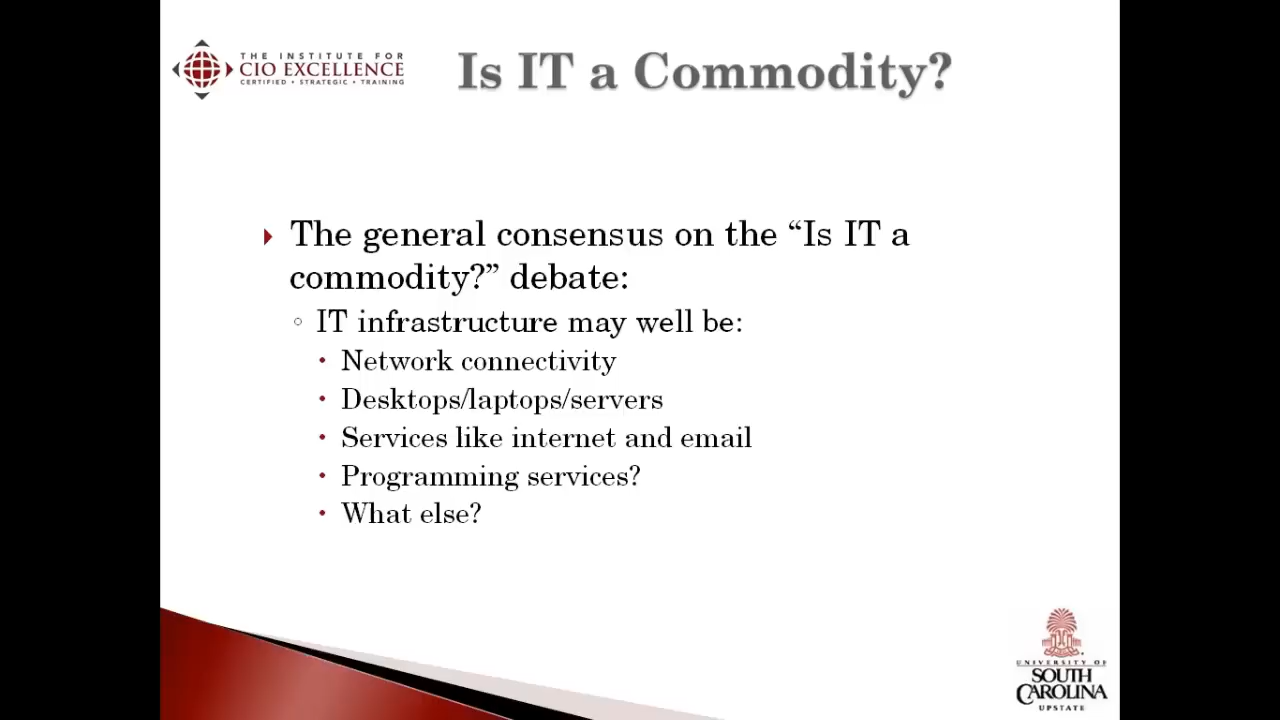 THE INSTITUTE FOR
CIO EXCELLENCE
CERTIFIED • STRATEGIC • TRAINING
Is IT a Commodity?
The general consensus on the “Is IT a
commodity?” debate:
IT infrastructure may well be:
• Network connectivity
• Desktops/laptops/servers
• Services like internet and email
• Programming services?
• What else?
UNIVERSITY OF
SOUTH
CAROLINA
UPSTATE